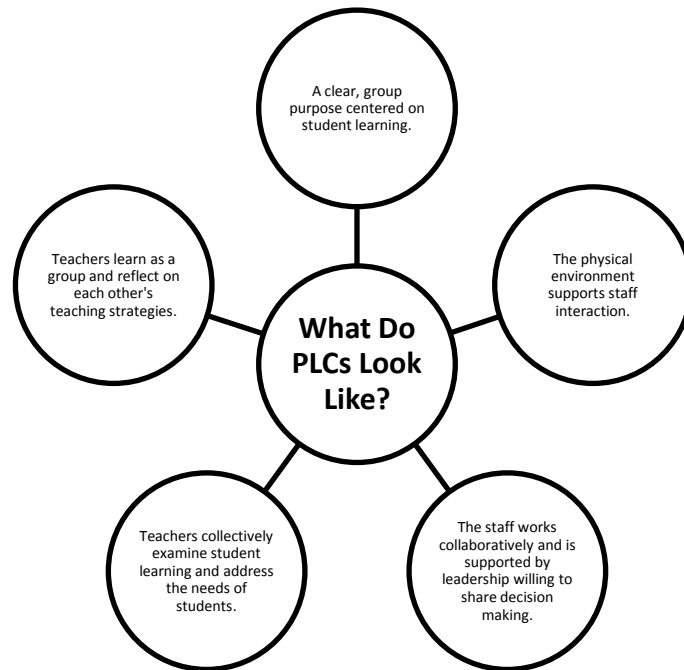 A clear, group
purpose centered on
student learning.
Teachers learn as a
group and reflect on
each other's
teaching strategies.
The physical
environment
supports staff
interaction.
What Do
PLCs Look
Like?
Teachers collectively
examine student
learning and address
the needs of
students.
The staff works
collaboratively and is
supported by
leadership willing to
share decision
making.